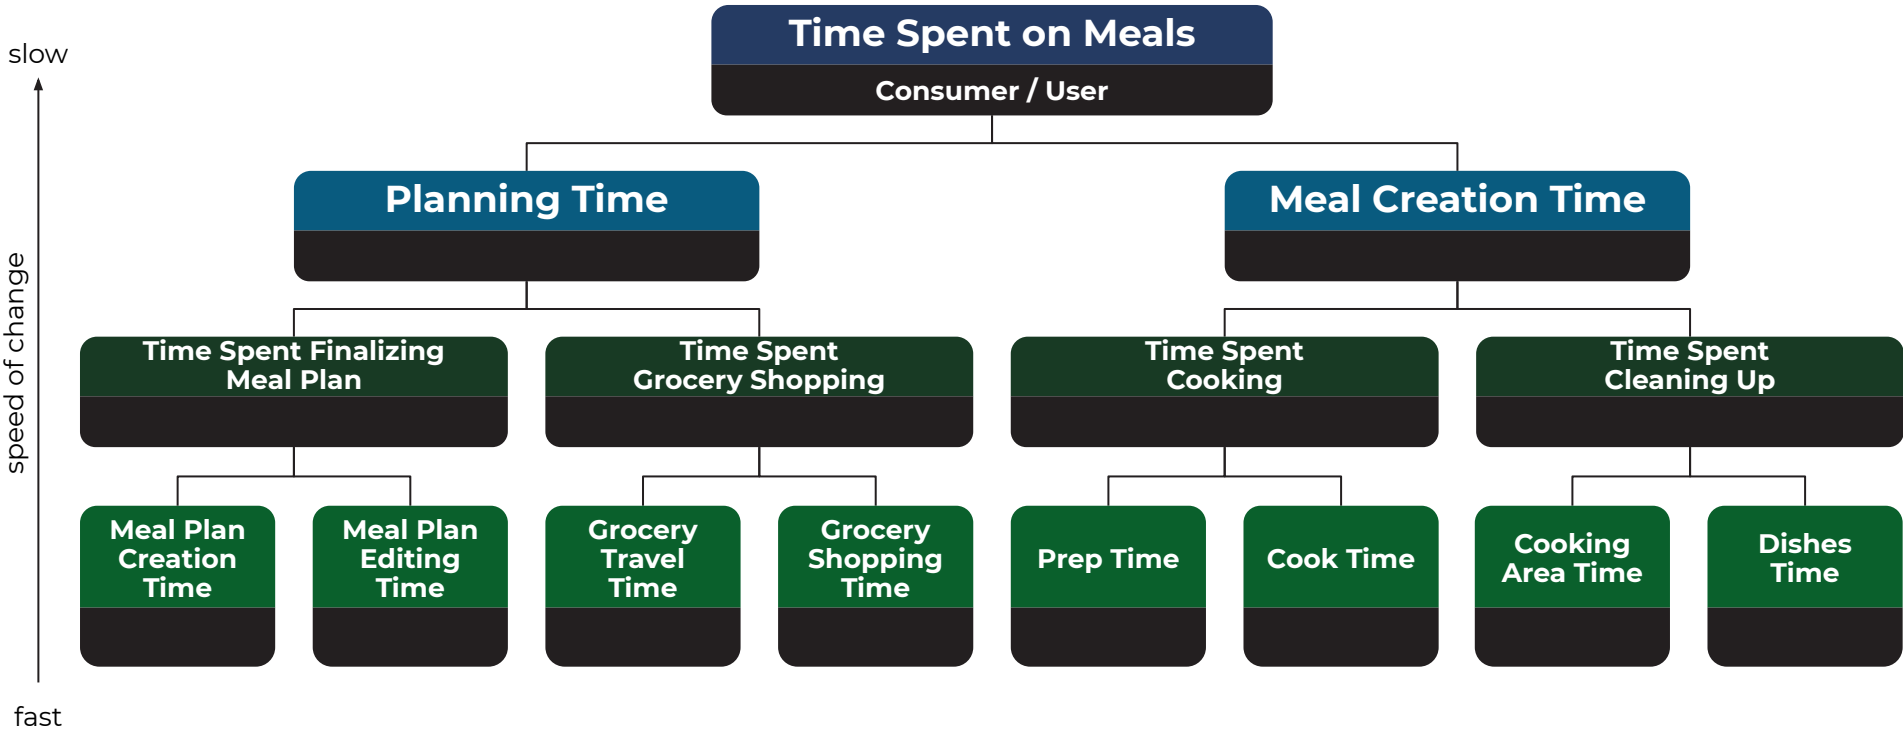 Time Spent on Meals
Consumer / User
slow
speed of change
fast
Planning Time
Meal Creation Time
Time Spent Finalizing
Meal Plan
Time Spent
Grocery Shopping
Time Spent
Cooking
Time Spent
Cleaning Up
Meal Plan
Creation
Time
Meal Plan
Editing
Time
Grocery
Travel
Time
Grocery
Shopping
Time
Prep Time
Cook Time
Cooking
Area Time
Dishes
Time